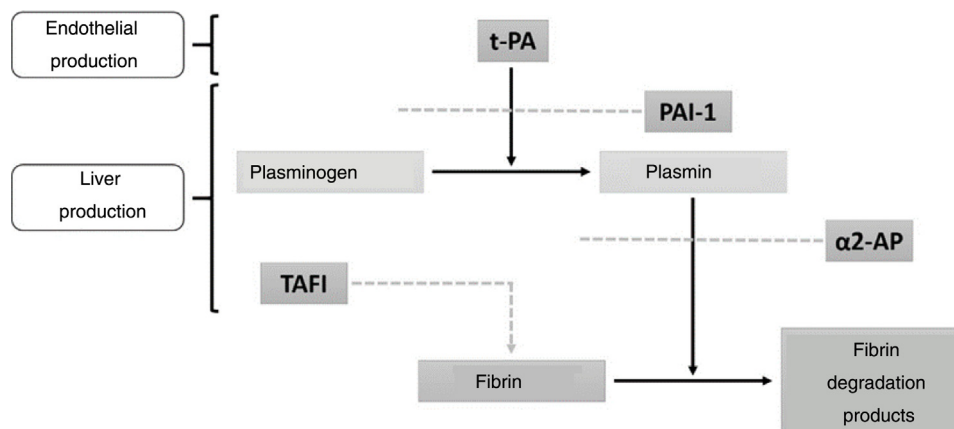 Endothelial
production
t-PA
PAI-1
Liver
production
Plasminogen
Plasmin
α2-AP
TAFI
Fibrin
Fibrin
degradation
products